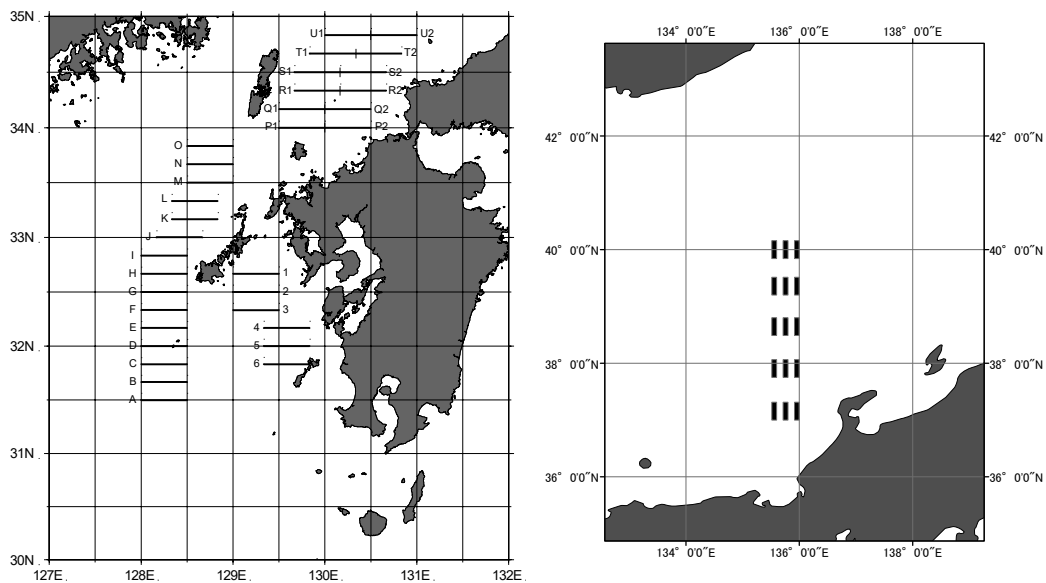 35N
U1 U2
T1 T2
S1 S2
R1 R2
Q1 Q2
34N
P1 P2
O
N
M
L
K
33N
J
I
H 1
G 2
F 3
E 4
32N
D 5
C 6
B
A
31N
30N
127E 128E 129E 130E 131E 132E
134° 0'0"E 136° 0'0"E 138° 0'0"E
42° 0'0"N 42° 0'0"N
40° 0'0"N 40° 0'0"N
38° 0'0"N 38° 0'0"N
36° 0'0"N 36° 0'0"N
134° 0'0"E 136° 0'0"E 138° 0'0"E